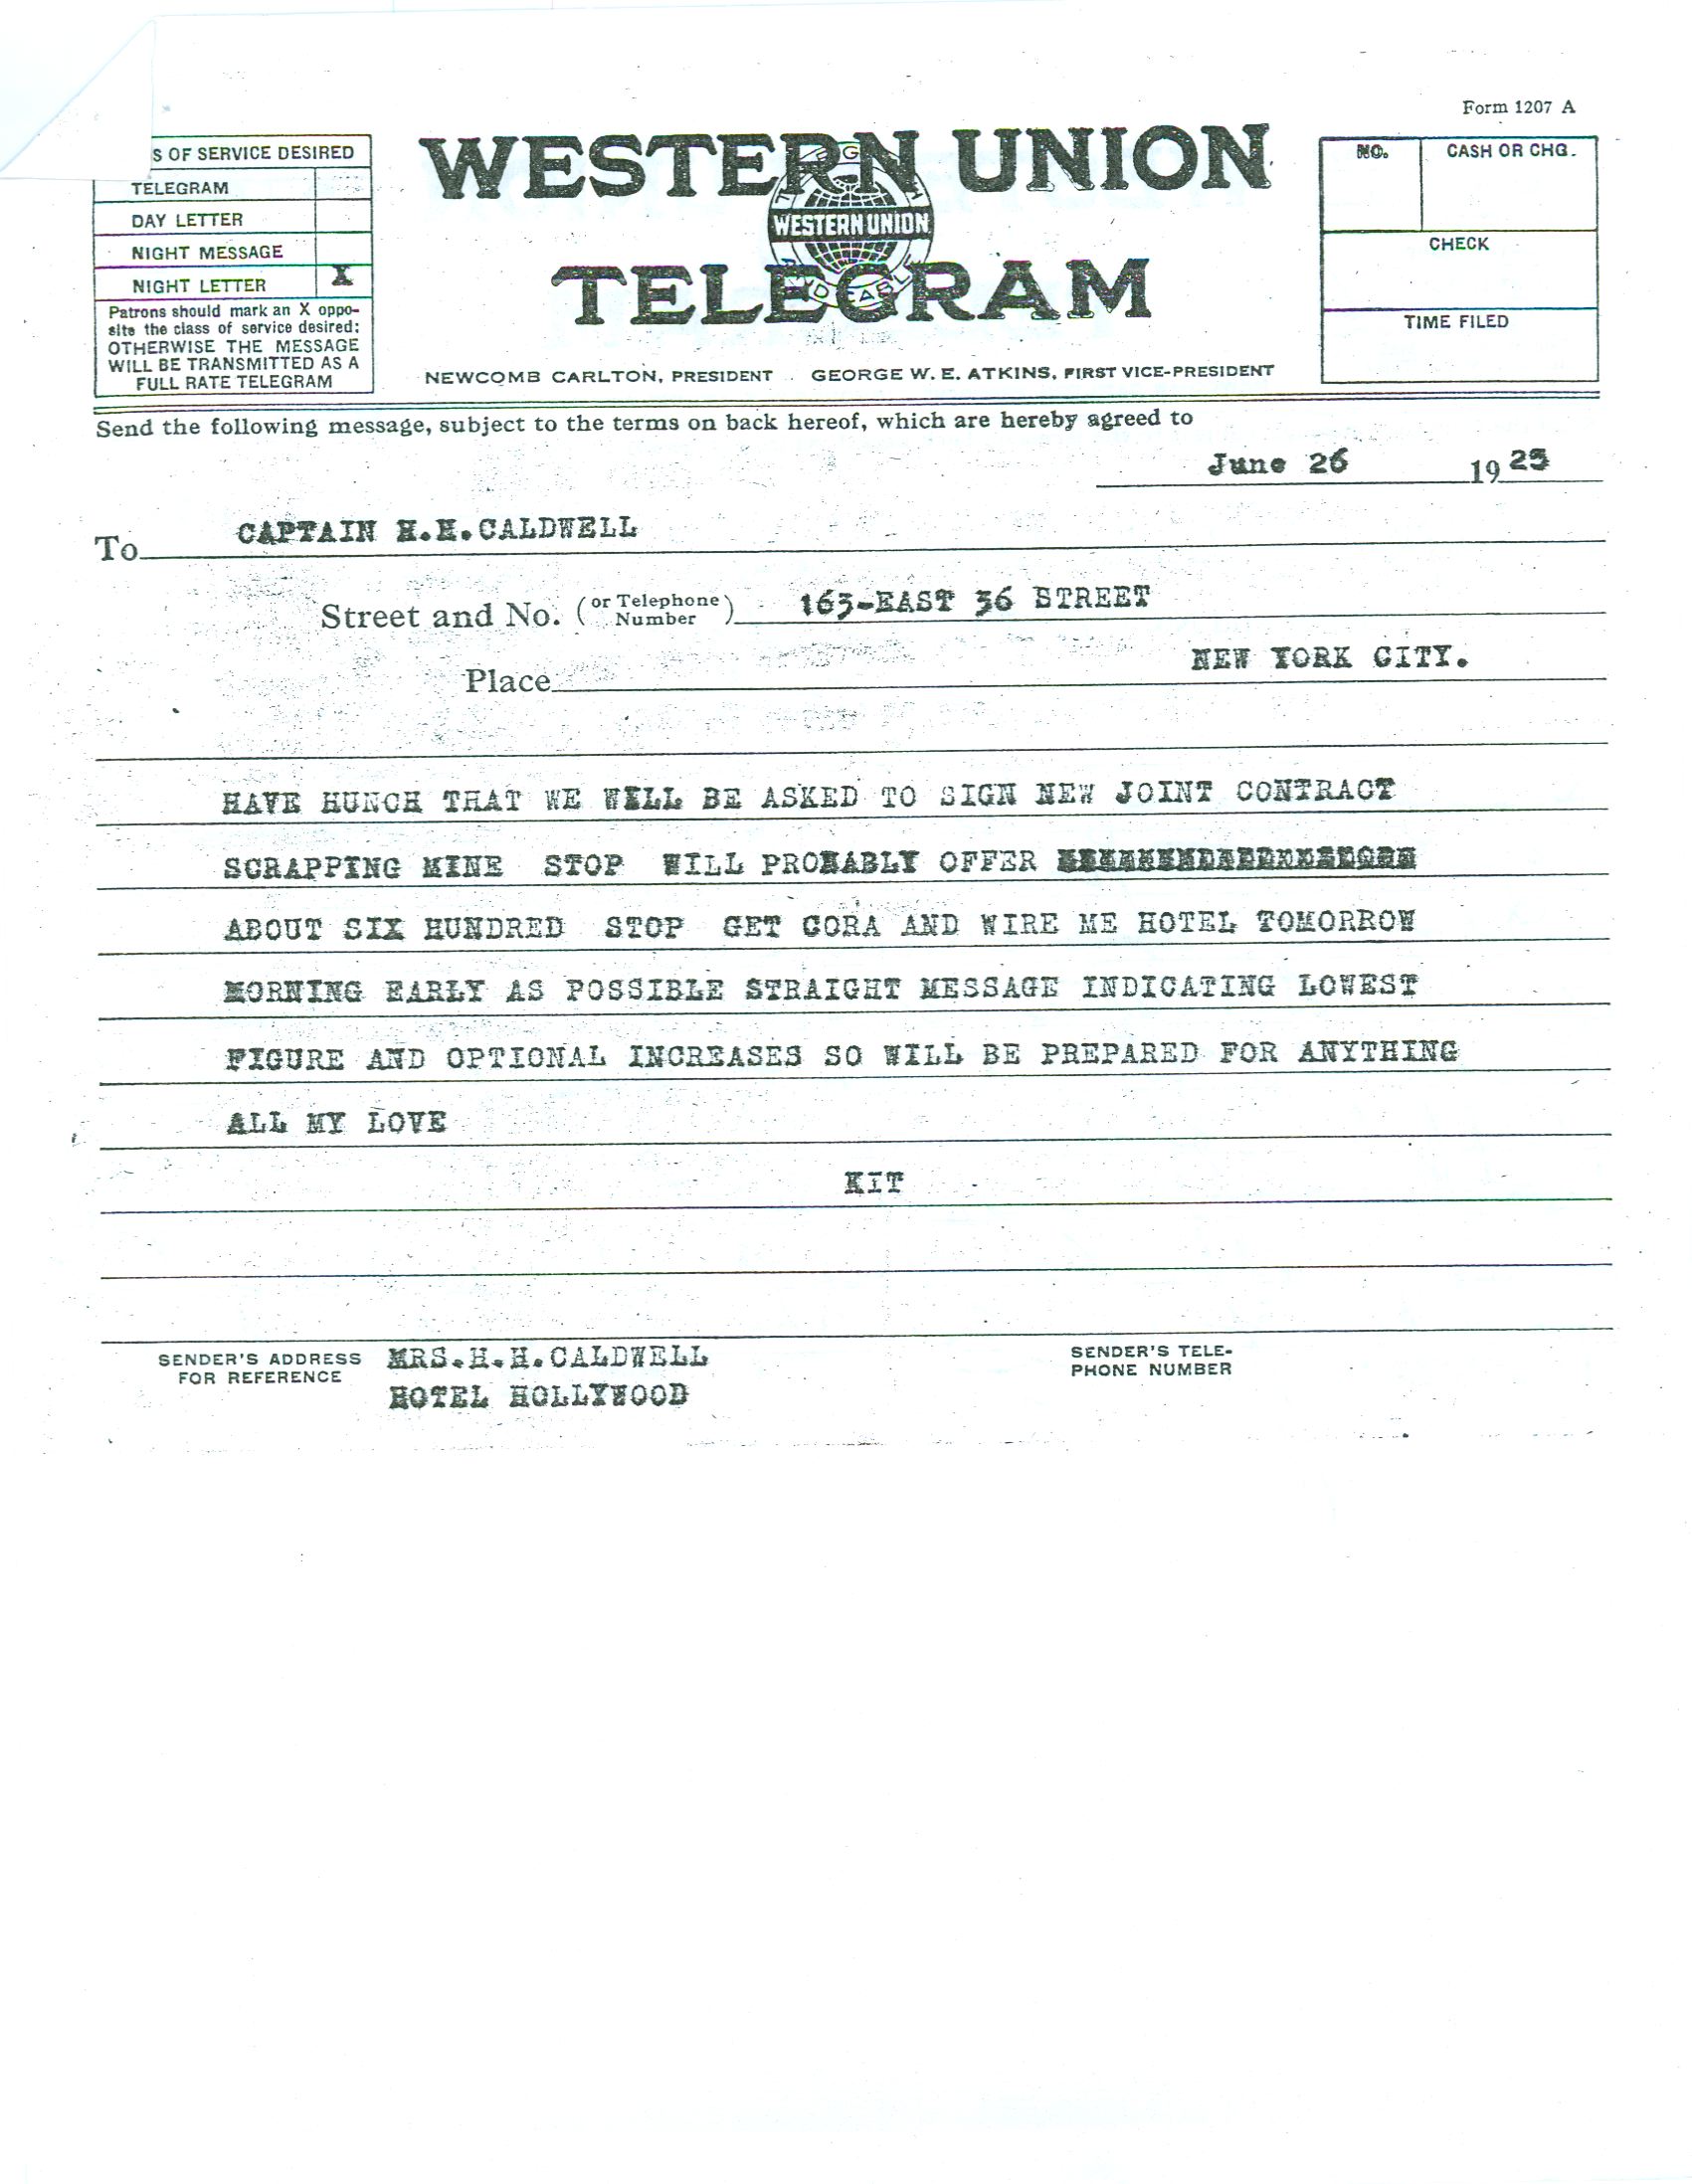 Form 1207 A
S OF SERVICE DESIRED
TELEGRAM
DAY LETTER
NIGHT MESSAGE
NIGHT LETTER X
Patrons should mark an X oppo-
site the class of service desired:
OTHERWISE THE MESSAGE
WILL BE TRANSMITTED AS A
FULL RATE TELEGRAM
WESTERN UNION
WESTERN UNION
TELEGRAM
NEWCOMB CARLTON, PRESIDENT GEORGE W. E. ATKINS, FIRST VICE-PRESIDENT
NO. CASH OR CHG.
CHECK
TIME FILED
Send the following message, subject to the terms on back hereof, which are hereby agreed to
June 26 1925
To CAPTAIN H.H.CALDWELL
Street and No. (or Telephone Number) 163-EAST 36 STREET
Place NEW YORK CITY.
HAVE HUNCH THAT WE WILL BE ASKED TO SIGN NEW JOINT CONTRACT
SCRAPPING MINE STOP WILL PROBABLY OFFER
ABOUT SIX HUNDRED STOP GET CORA AND WIRE ME HOTEL TOMORROW
MORNING EARLY AS POSSIBLE STRAIGHT MESSAGE INDICATING LOWEST
FIGURE AND OPTIONAL INCREASES SO WILL BE PREPARED FOR ANYTHING
ALL MY LOVE
KIT
SENDER'S ADDRESS
FOR REFERENCE
MRS.H.H.CALDWELL
HOTEL HOLLYWOOD
SENDER'S TELE-
PHONE NUMBER